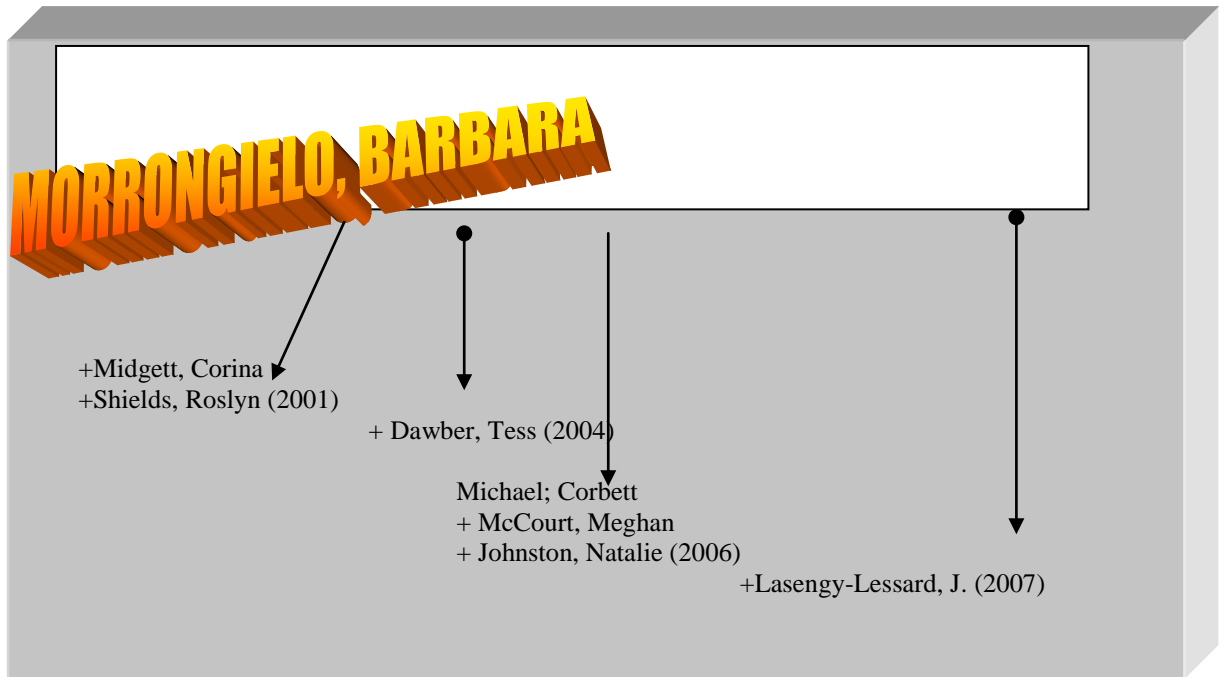 MORRONGIELO, BARBARA
+Midgett, Corina
+Shields, Roslyn (2001)
+ Dawber, Tess (2004)
Michael; Corbett
+ McCourt, Meghan
+ Johnston, Natalie (2006)
+Lasengy-Lessard, J. (2007)